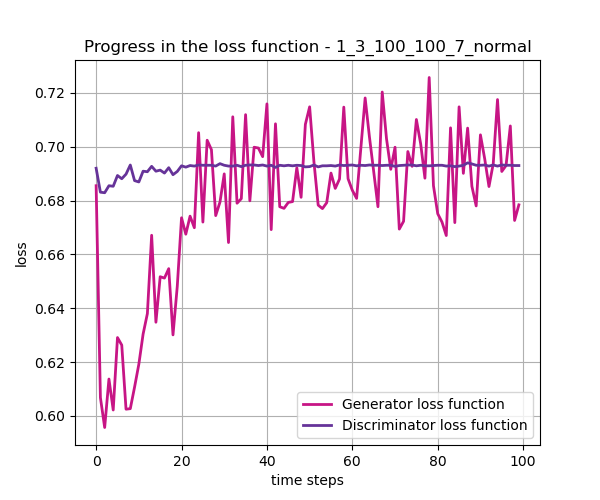 Progress in the loss function - 1_3_100_100_7_normal
0.72
0.70
0.68
0.66
0.64
0.62
0.60
loss
0
20
40
60
80
100
time steps
Generator loss function
Discriminator loss function